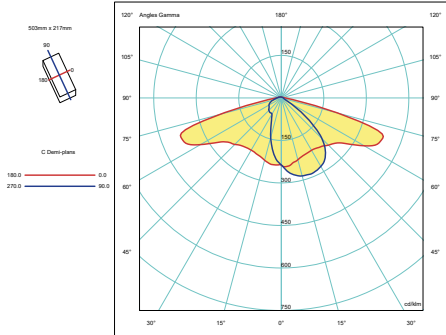 120° Angles Gamma 180° 120°
503mm x 217mm
90
0
180
105° 150 105°
90° 90°
C Demi-plans
75° 150 75°
180.0 0.0
270.0 90.0
60° 300 60°
450
45° 45°
600
cd/klm
750
30° 15° 0° 15° 30°